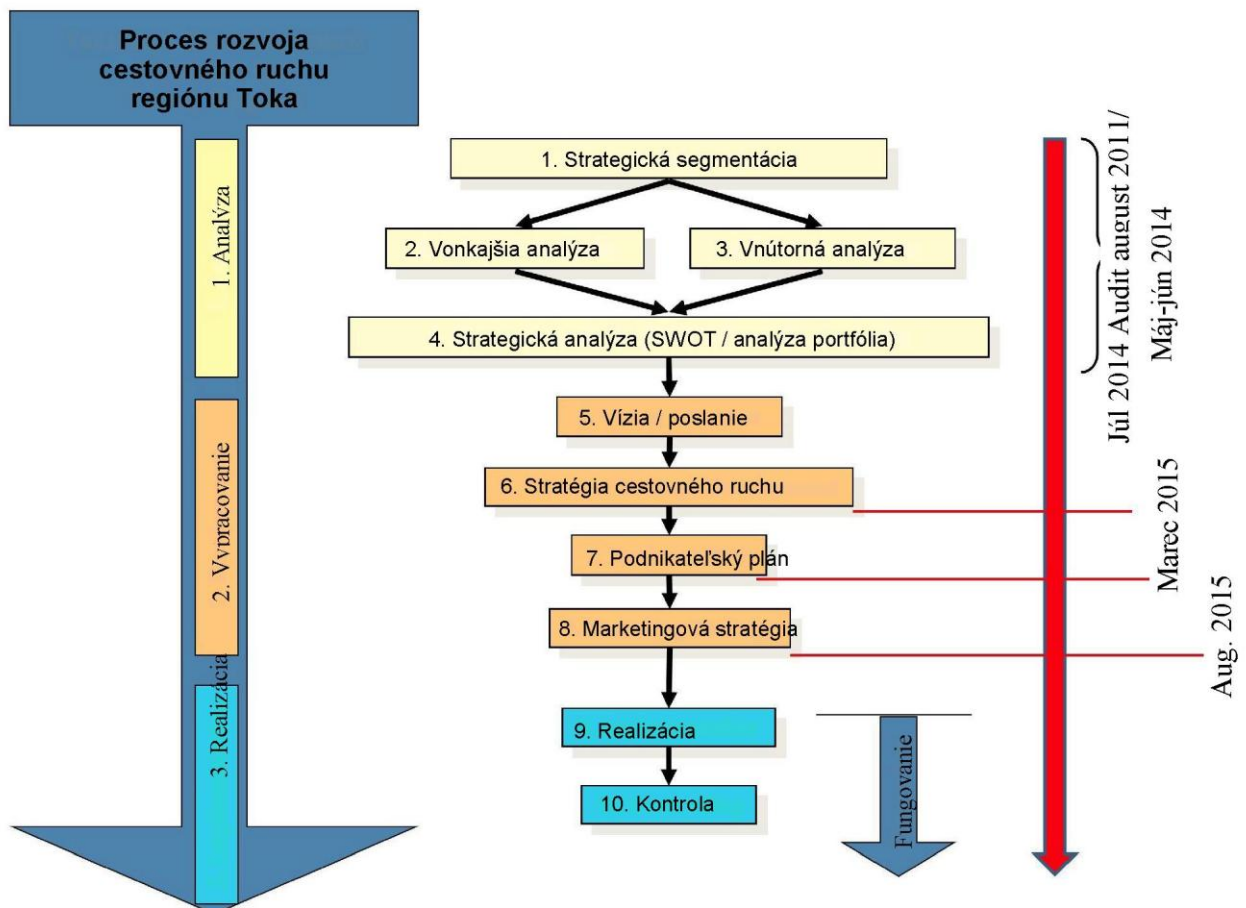 Proces rozvoja
cestovného ruchu
regiónu Toka
1. Analýza
2. Vypracovanie
3. Realizácia
1. Strategická segmentácia
2. Vonkajšia analýza
3. Vnútorná analýza
4. Strategická analýza (SWOT / analýza portfólia)
5. Vízia / poslanie
6. Stratégia cestovného ruchu
7. Podnikateľský plán
8. Marketingová stratégia
9. Realizácia
10. Kontrola
Fungovanie
Júl 2014 Audit august 2011/
Máj-jún 2014
Marec 2015
Aug. 2015